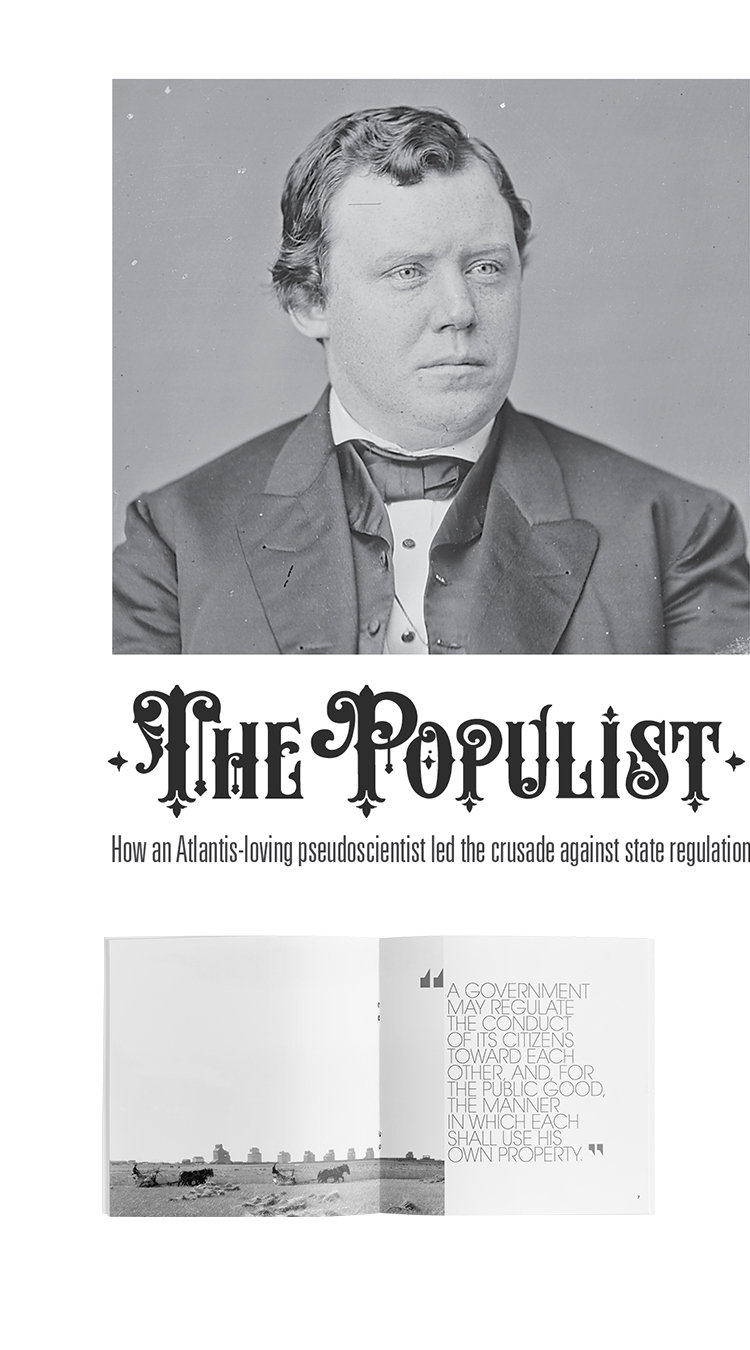 THE POPULIST
How an Atlantis-loving pseudoscientist led the crusade against state regulation
“A GOVERNMENT
MAY REGULATE
THE CONDUCT
OF ITS CITIZENS
TOWARD EACH
OTHER, AND, FOR
THE PUBLIC GOOD,
THE MANNER
IN WHICH EACH
SHALL USE HIS
OWN PROPERTY.”
7